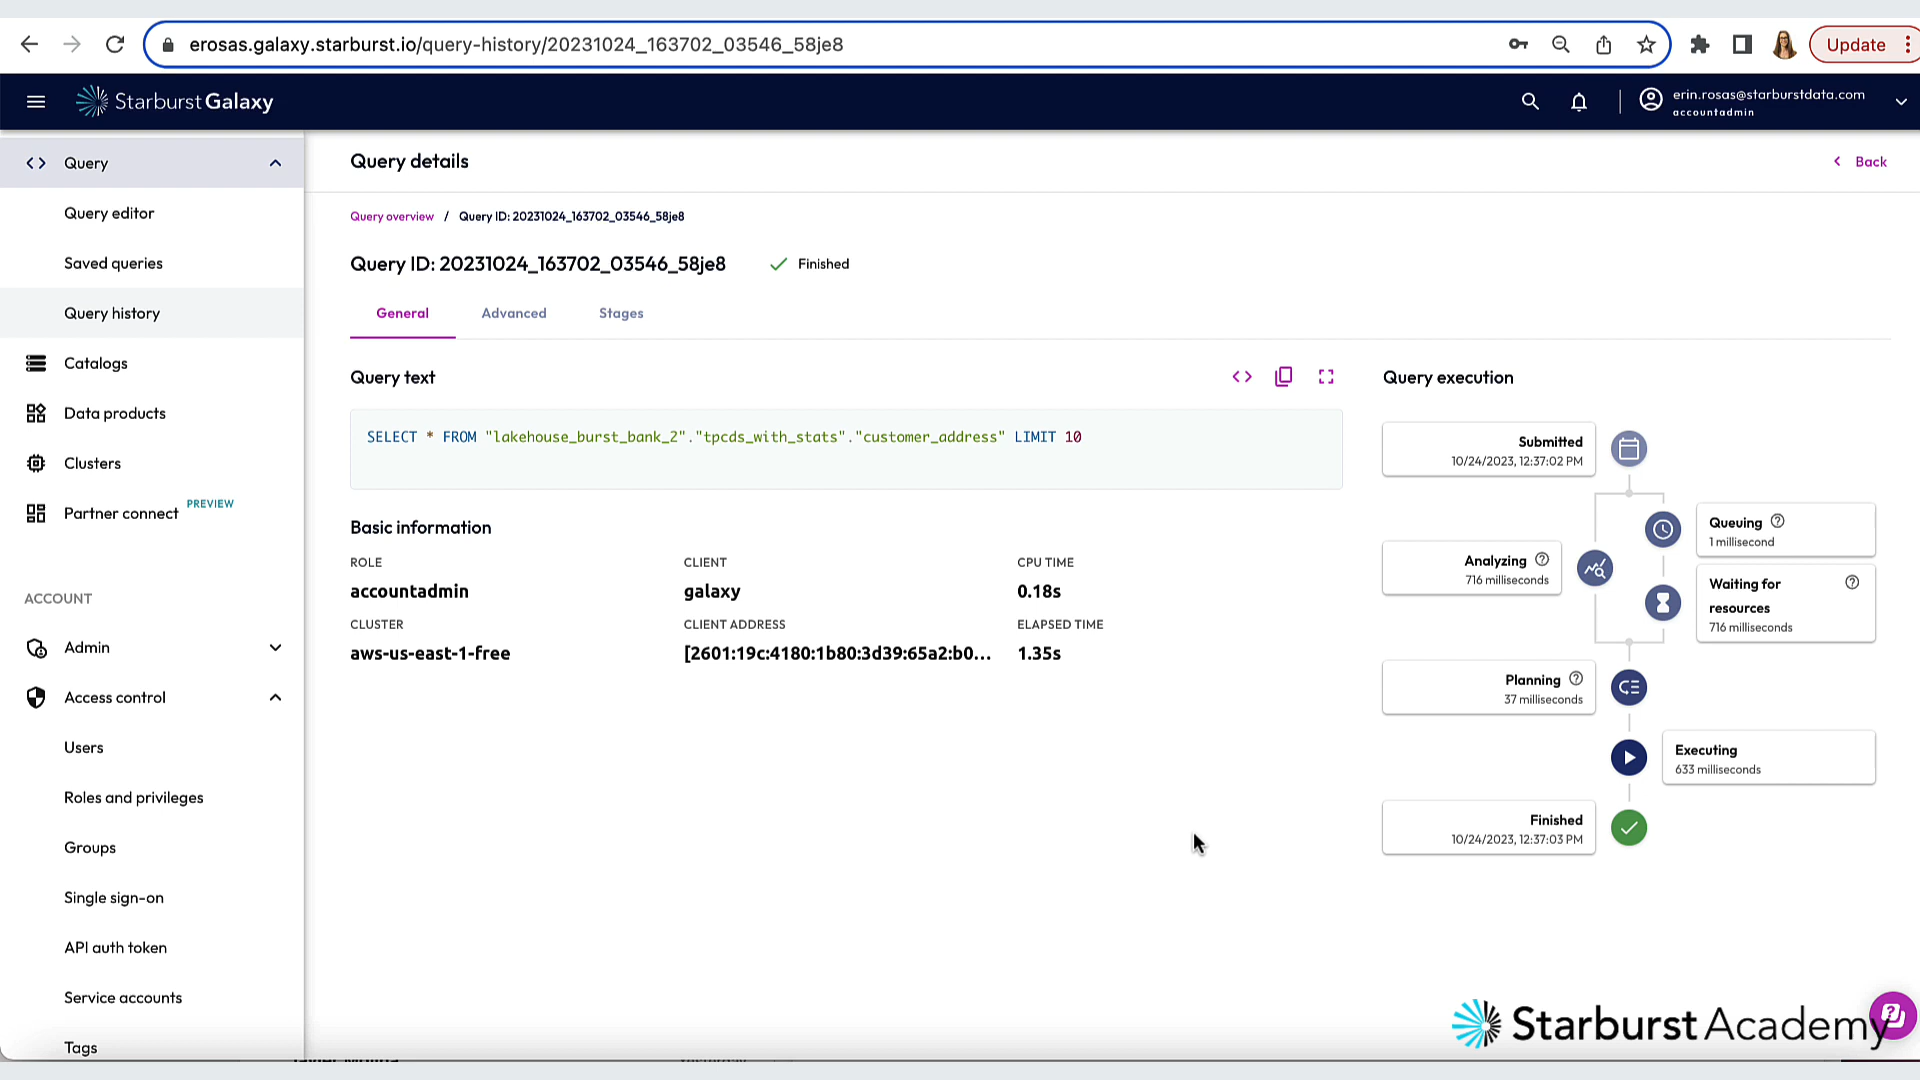 erosas.galaxy.starburst.io/query-history/20231024_163702_03546_58je8
Update
Starburst Galaxy
erin.rosas@starburstdata.com
accountadmin
Query
Query editor
Saved queries
Query history
Catalogs
Data products
Clusters
Partner connect PREVIEW
ACCOUNT
Admin
Access control
Users
Roles and privileges
Groups
Single sign-on
API auth token
Service accounts
Tags
Query details
Back
Query overview / Query ID: 20231024_163702_03546_58je8
Query ID: 20231024_163702_03546_58je8
Finished
General Advanced Stages
Query text
SELECT * FROM "lakehouse_burst_bank_2"."tpcds_with_stats"."customer_address" LIMIT 10
Basic information
ROLE
accountadmin
CLIENT
galaxy
CPU TIME
0.18s
CLUSTER
aws-us-east-1-free
CLIENT ADDRESS
[2601:19c:4180:1b80:3d39:65a2:b0...
ELAPSED TIME
1.35s
Query execution
Submitted
10/24/2023, 12:37:02 PM
Queuing
1 millisecond
Analyzing
716 milliseconds
Waiting for
resources
716 milliseconds
Planning
37 milliseconds
Executing
633 milliseconds
Finished
10/24/2023, 12:37:03 PM
Starburst Academy